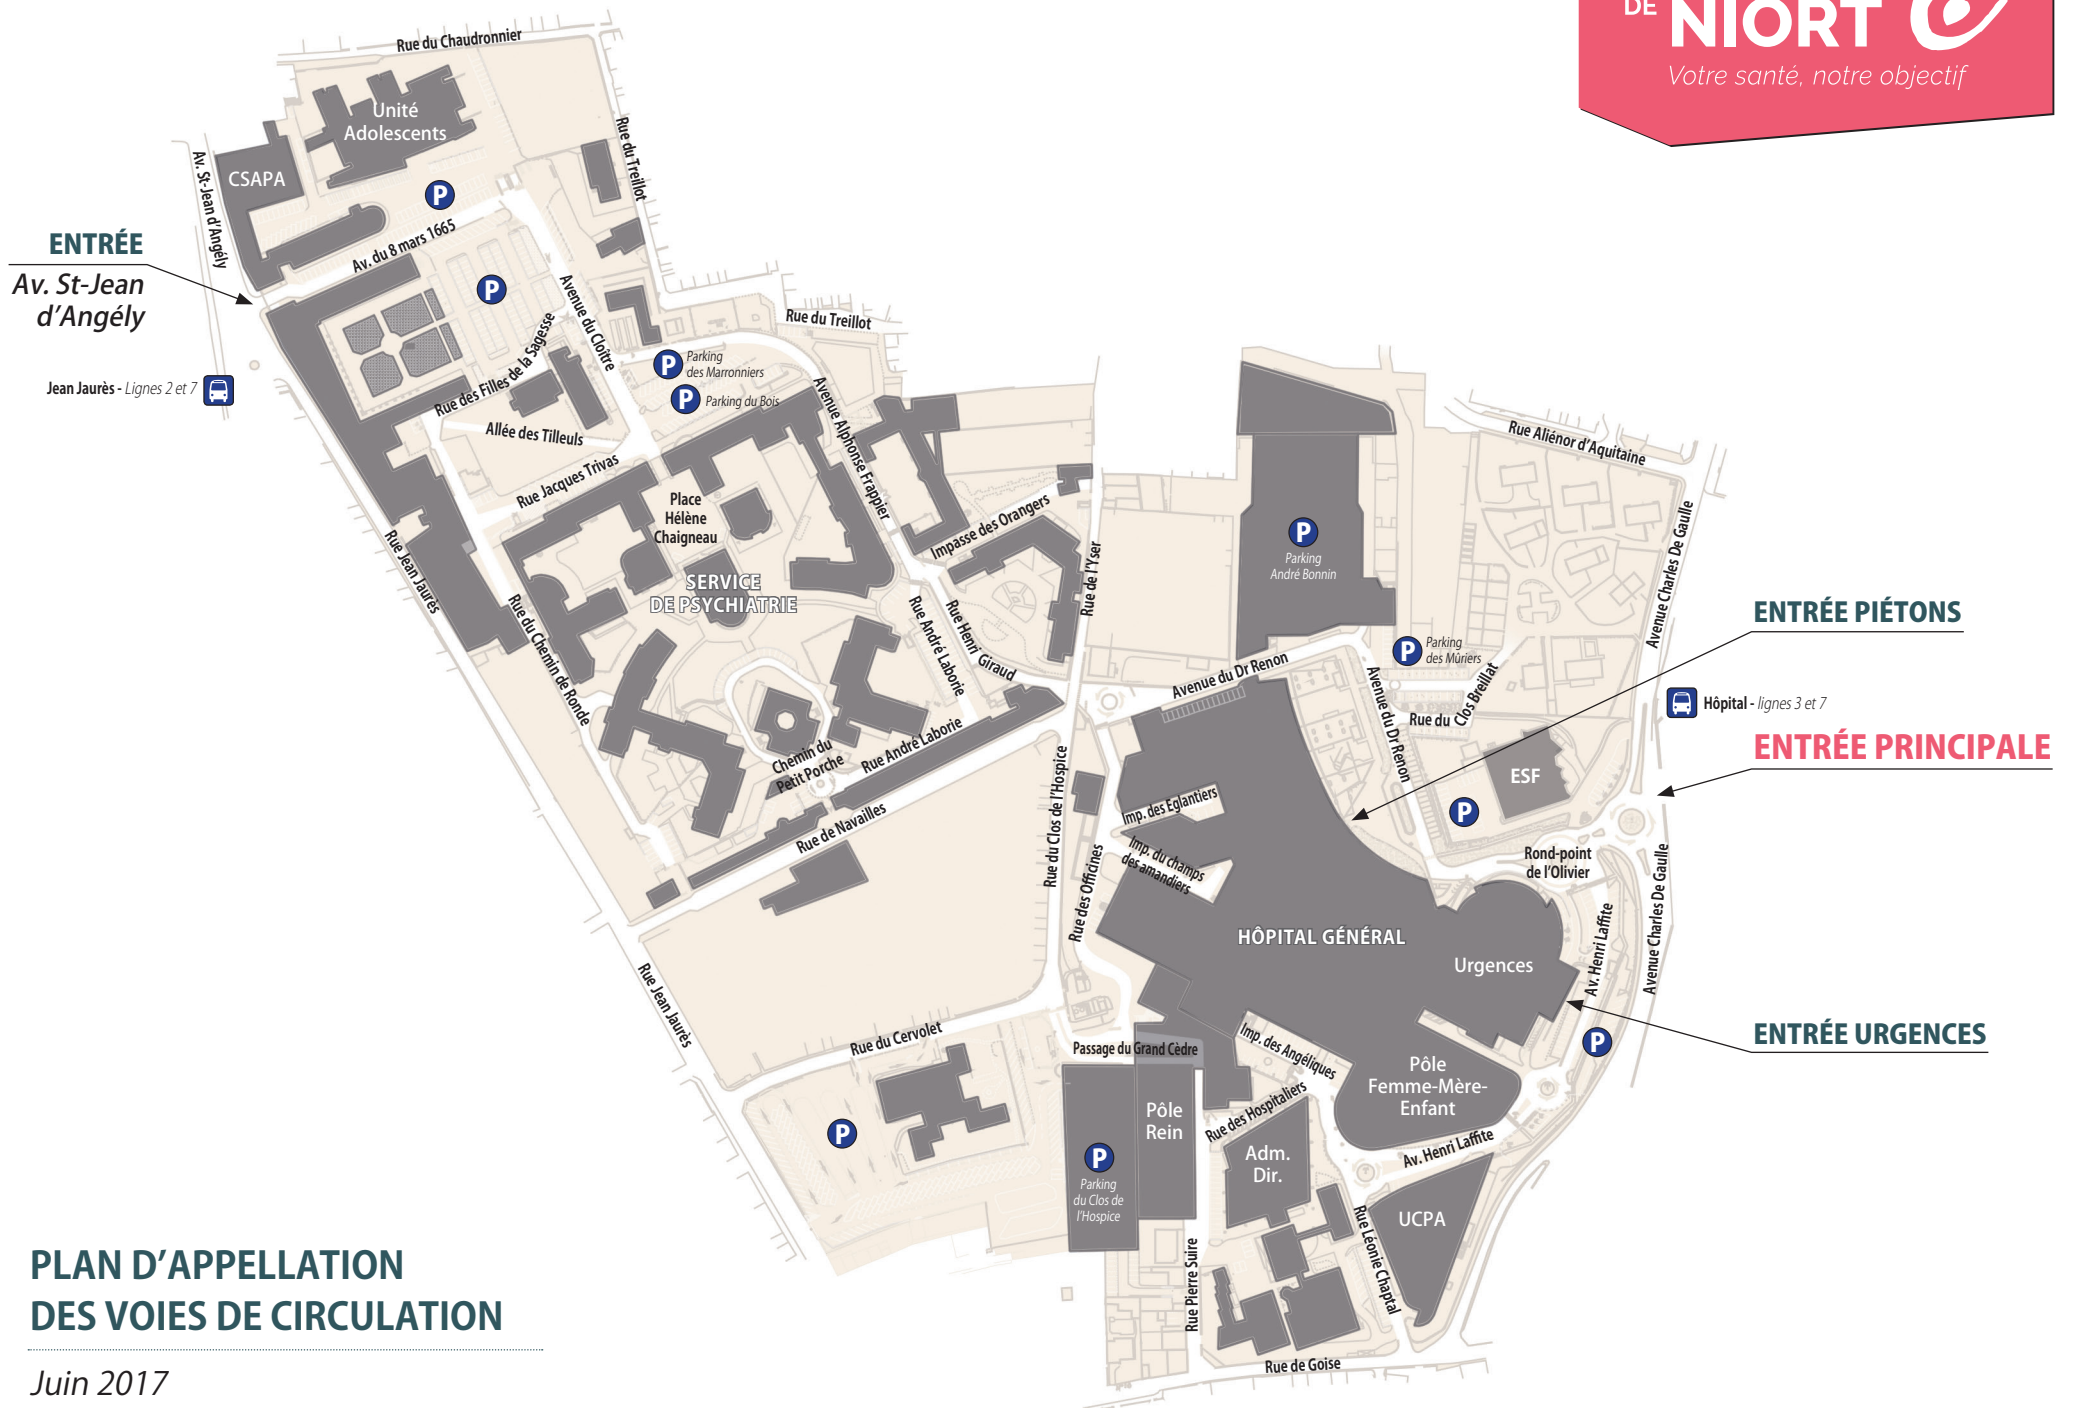 DE NIORT
Votre santé, notre objectif
Rue du Chaudronnier
Unité
Adolescents
CSAPA
Av. St-Jean d'Angély
Rue du Treillot
P
Av. du 8 mars 1665
ENTRÉE
Av. St-Jean
d'Angély
P
Avenue du Cloître
Rue du Treillot
Jean Jaurès - Lignes 2 et 7
Rue des Filles de la Sagesse
P
Parking
des Marronniers
P
Parking du Bois
Allée des Tilleuls
Avenue Alphonse Frappier
Rue Jacques Trivas
Place
Hélène
Chaigneau
Impasse des Orangers
Rue Jean Jaurès
SERVICE
DE PSYCHIATRIE
Rue de l'Yser
Rue du Chemin de Ronde
Rue André Laborie
Rue Henri Giraud
Chemin du
Petit Porche
Rue André Laborie
Rue de Navailles
P
Parking
André Bonnin
Rue Aliénor d'Aquitaine
Avenue Charles De Gaulle
ENTRÉE PIÉTONS
P
Parking
des Mûriers
Avenue du Dr Renon
Avenue du Dr Renon
Rue du Clos Breillat
Hôpital - lignes 3 et 7
ENTRÉE PRINCIPALE
ESF
P
Rue du Clos de l'Hospice
Imp. des Eglantiers
Imp. du champs
des amandiers
Rue des Officines
Rond-point
de l'Olivier
Avenue Charles De Gaulle
HÔPITAL GÉNÉRAL
Urgences
Av. Henri Laffite
ENTRÉE URGENCES
P
Rue Jean Jaurès
Rue du Cervolet
Passage du Grand Cèdre
Imp. des Angéliques
Pôle
Femme-Mère-
Enfant
P
Pôle
Rein
Rue des Hospitaliers
Av. Henri Laffite
P
Parking
du Clos de
l'Hospice
Adm.
Dir.
UCPA
Rue Pierre Suire
Rue Léonie Chaptal
Rue de Goise
PLAN D'APPELLATION
DES VOIES DE CIRCULATION
Juin 2017